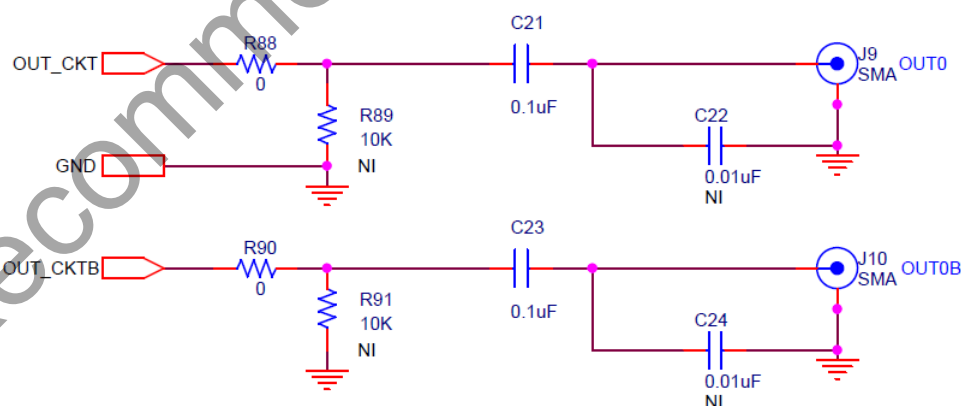 recomme
R88
OUT_CKT
0
C21
0.1uF
J9
SMA
OUT0
R89
10K
NI
C22
0.01uF
NI
GND
R90
OUT_CKTB
0
C23
0.1uF
J10
SMA
OUT0B
R91
10K
NI
C24
0.01uF
NI